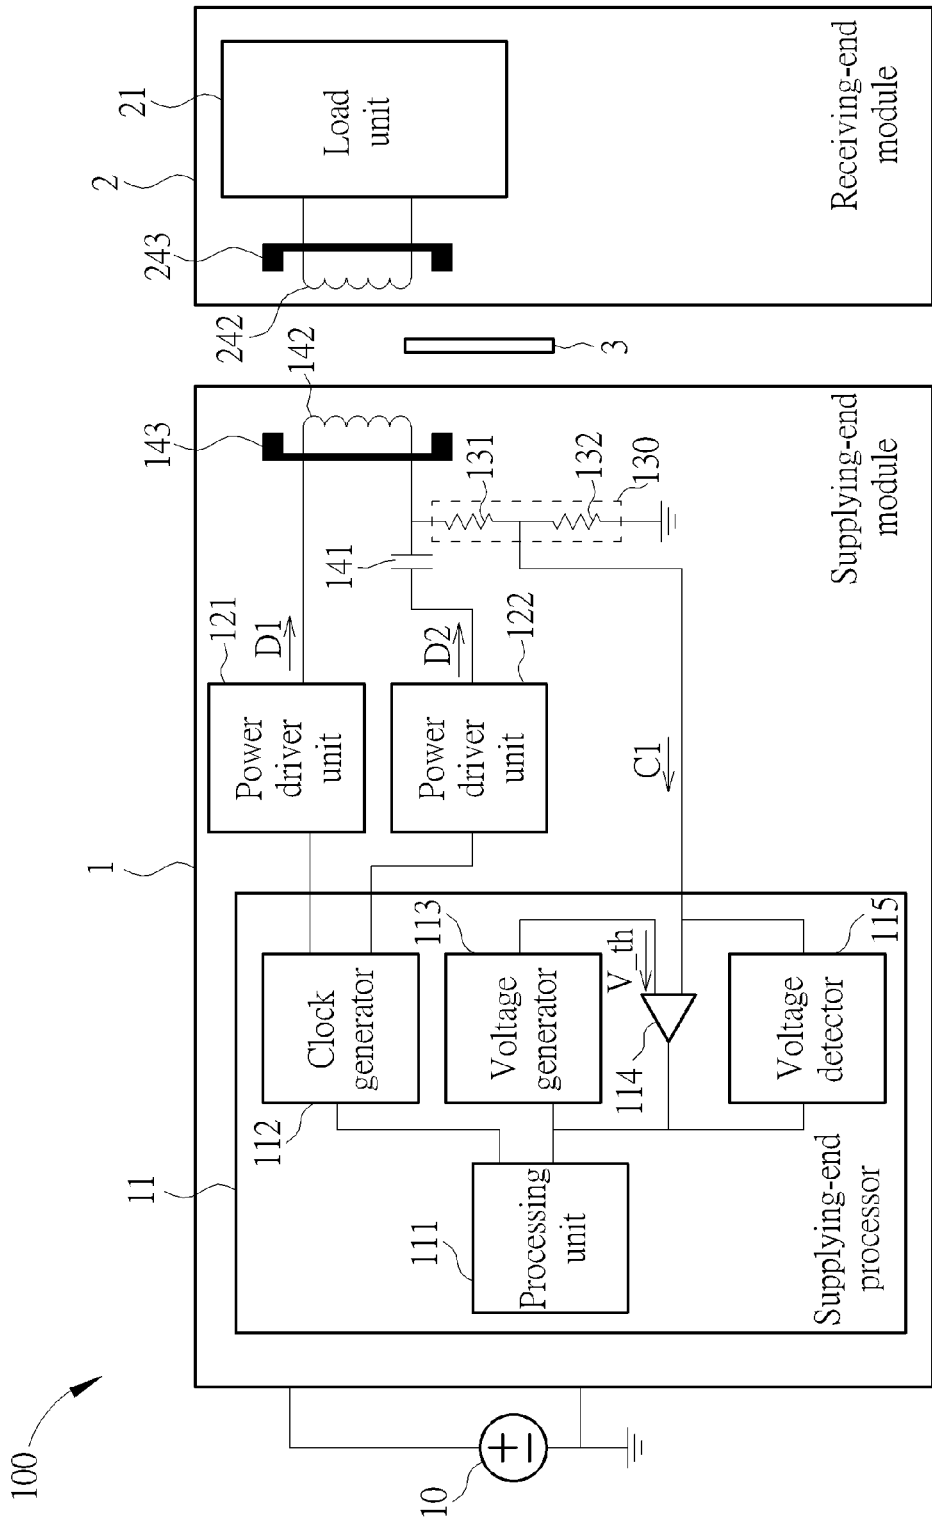 100
10
1
11
111
Processing
unit
112
Clock
generator
113
Voltage
generator
114
V_th
115
Voltage
detector
Supplying-end
processor
121
Power
driver
unit
D1
122
Power
driver
unit
D2
C1
141
131
132
130
143
142
Supplying-end
module
3
2
21
Load
unit
243
242
Receiving-end
module